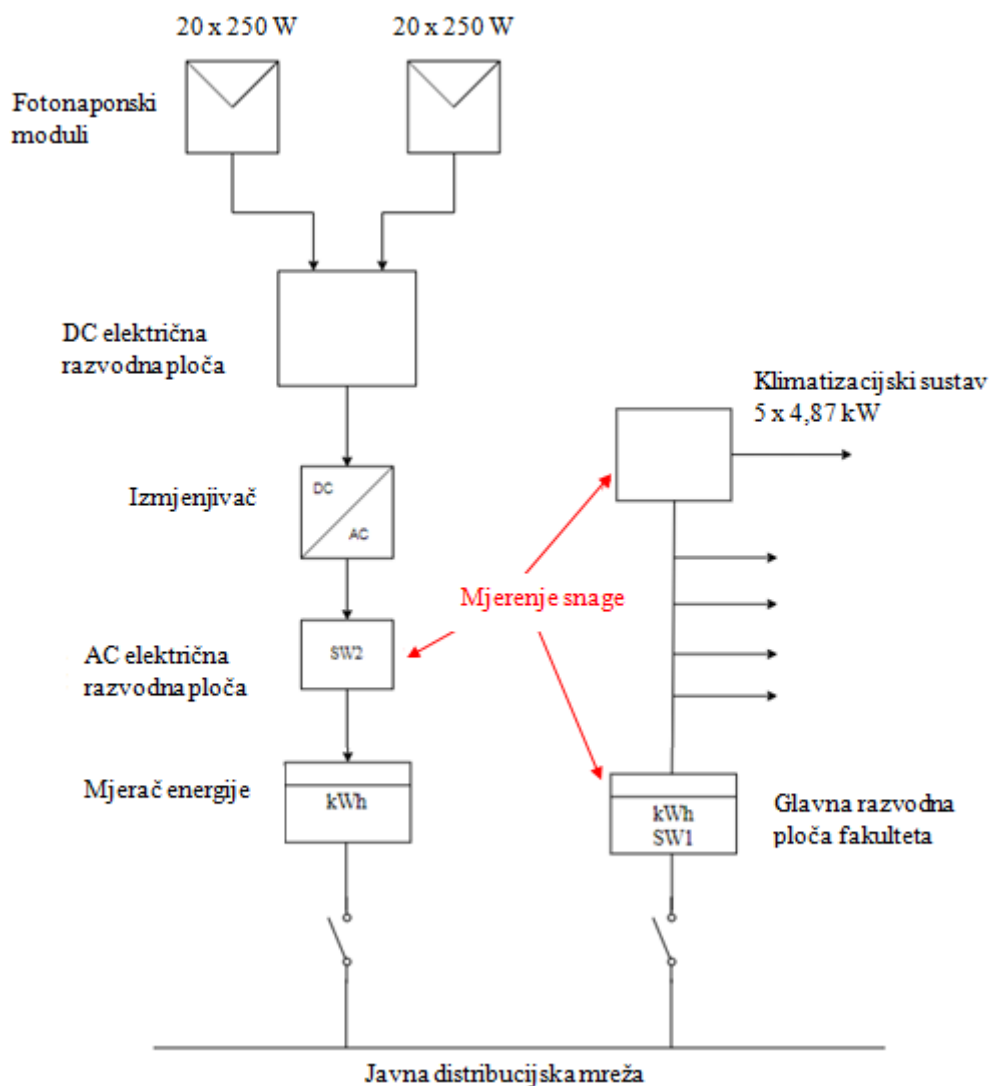 20 x 250 W
20 x 250 W
Fotonaponski
moduli
DC električna
razvodna ploča
Klimatizacijski sustav
5 x 4,87 kW
Izmjenjivač
DC
AC
Mjerenje snage
AC električna
razvodna ploča
SW2
Mjerač energije
kWh
kWh
SW1
Glavna razvodna
ploča fakulteta
Javna distribucijska mreža